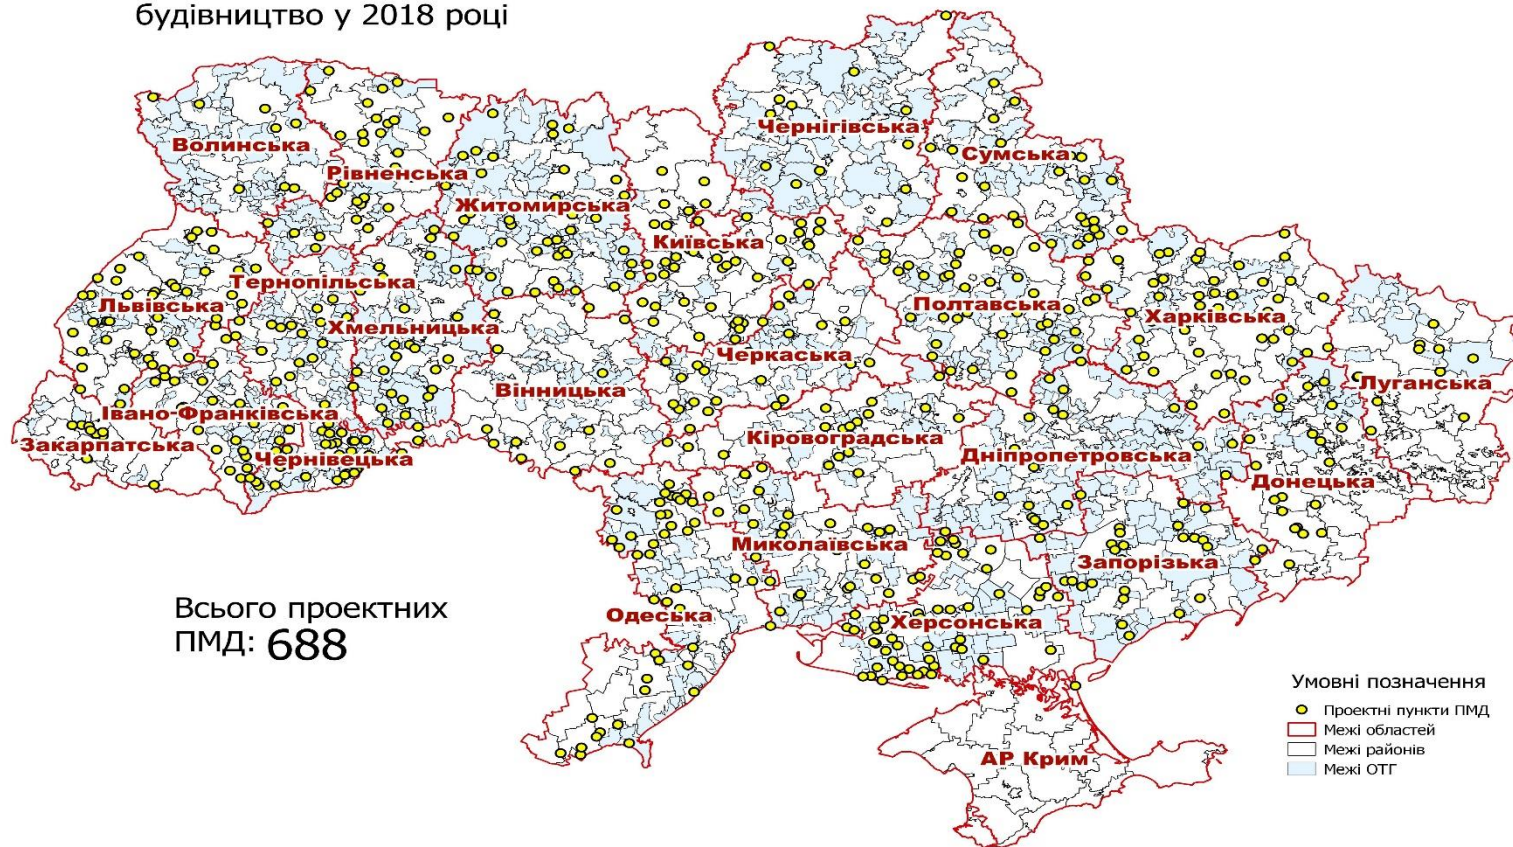 будівництво у 2018 році
Чернігівська
Волинська
Сумська
Рівненська
Житомирська
Київська
Тернопільська
Львівська
Полтавська
Харківська
Хмельницька
Черкаська
Луганська
Вінницька
Івано-Франківська
Закарпатська
Кіровоградська
Чернівецька
Дніпропетровська
Донецька
Миколаївська
Запорізька
Всього проектних
ПМД: 688
Одеська
Херсонська
АР Крим
Умовні позначення
Проектні пункти ПМД
Межі областей
Межі районів
Межі ОТГ